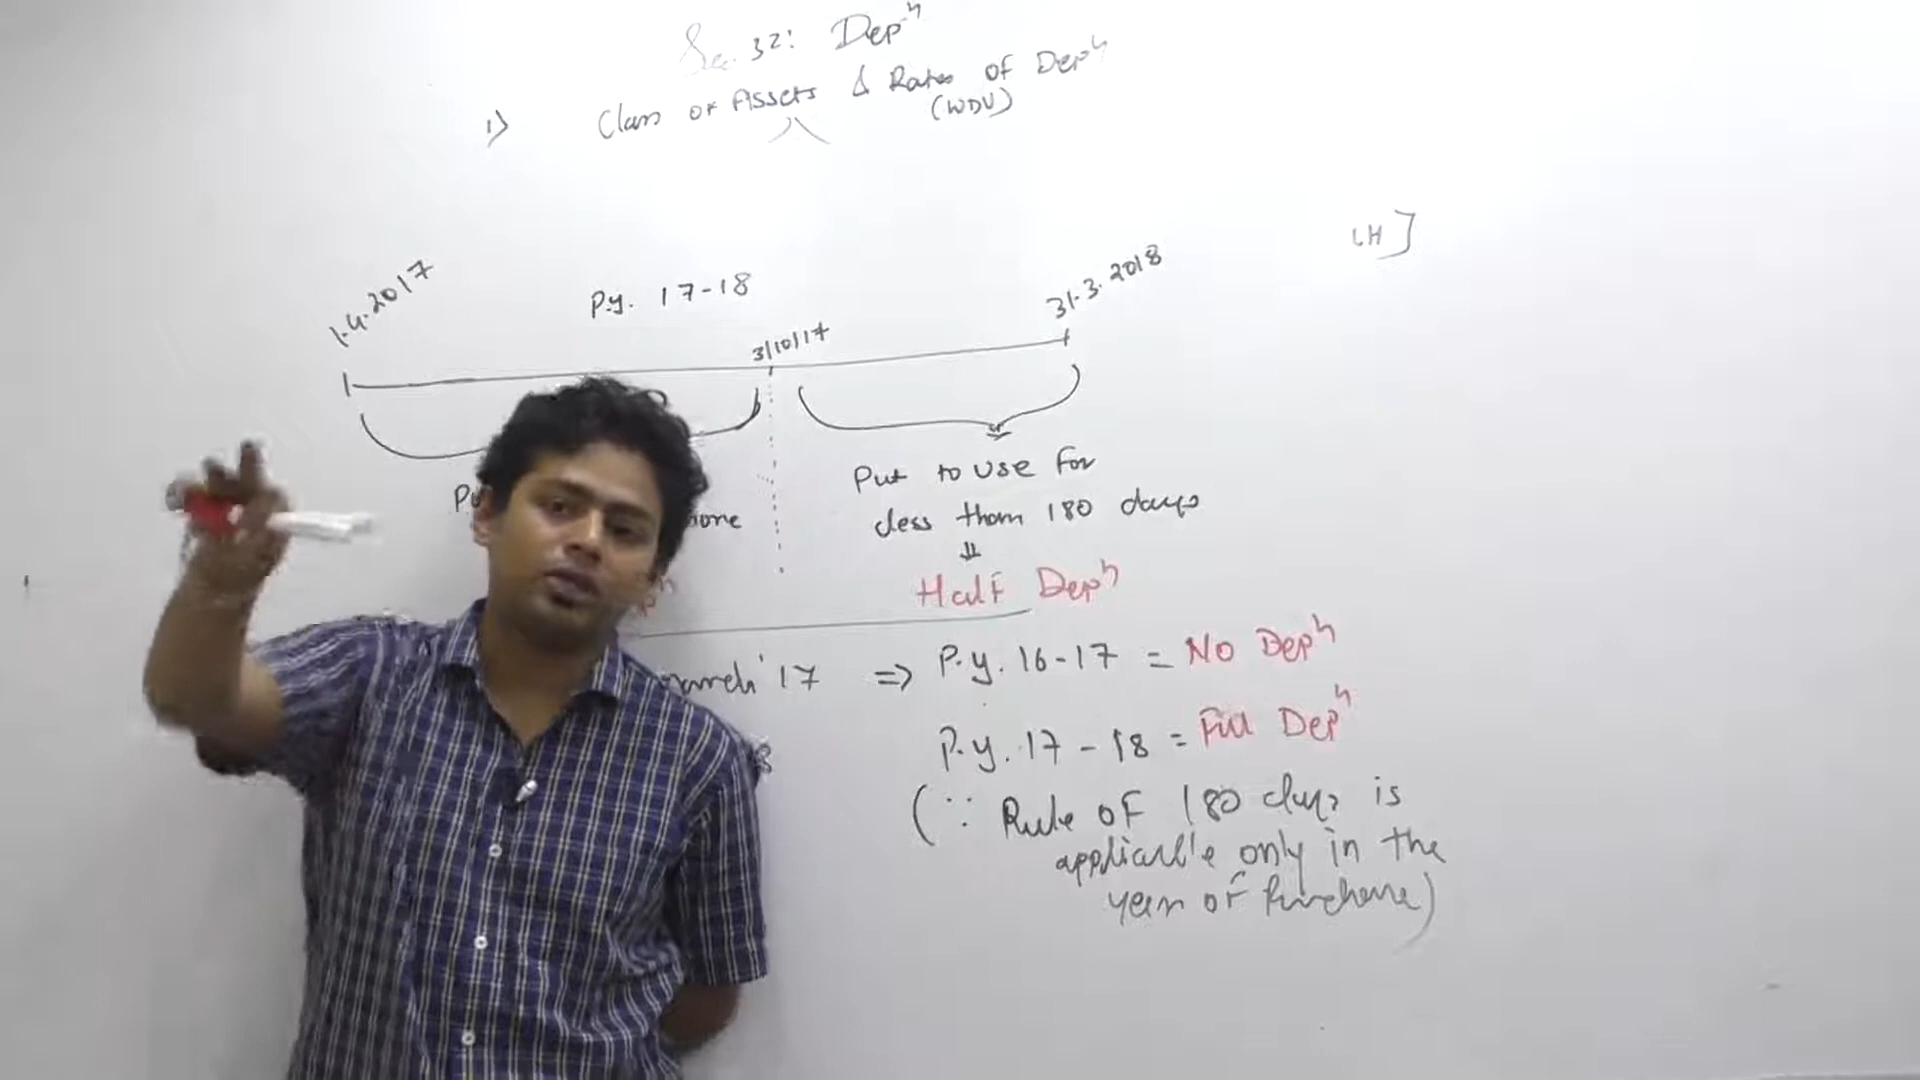 Sec. 32: Depⁿ
1) Class of Assets & Rates of Depⁿ
(WDV)
LH]
1.4.2017
P.y. 17-18
3/10/17
31.3.2018
Put to use for
less than 180 days
⇓
Half Depⁿ
march '17 => P.y. 16-17 = No Depⁿ
P.y. 17-18 = Full Depⁿ
(∵ Rule of 180 days is
applicable only in the
year of Purchase)